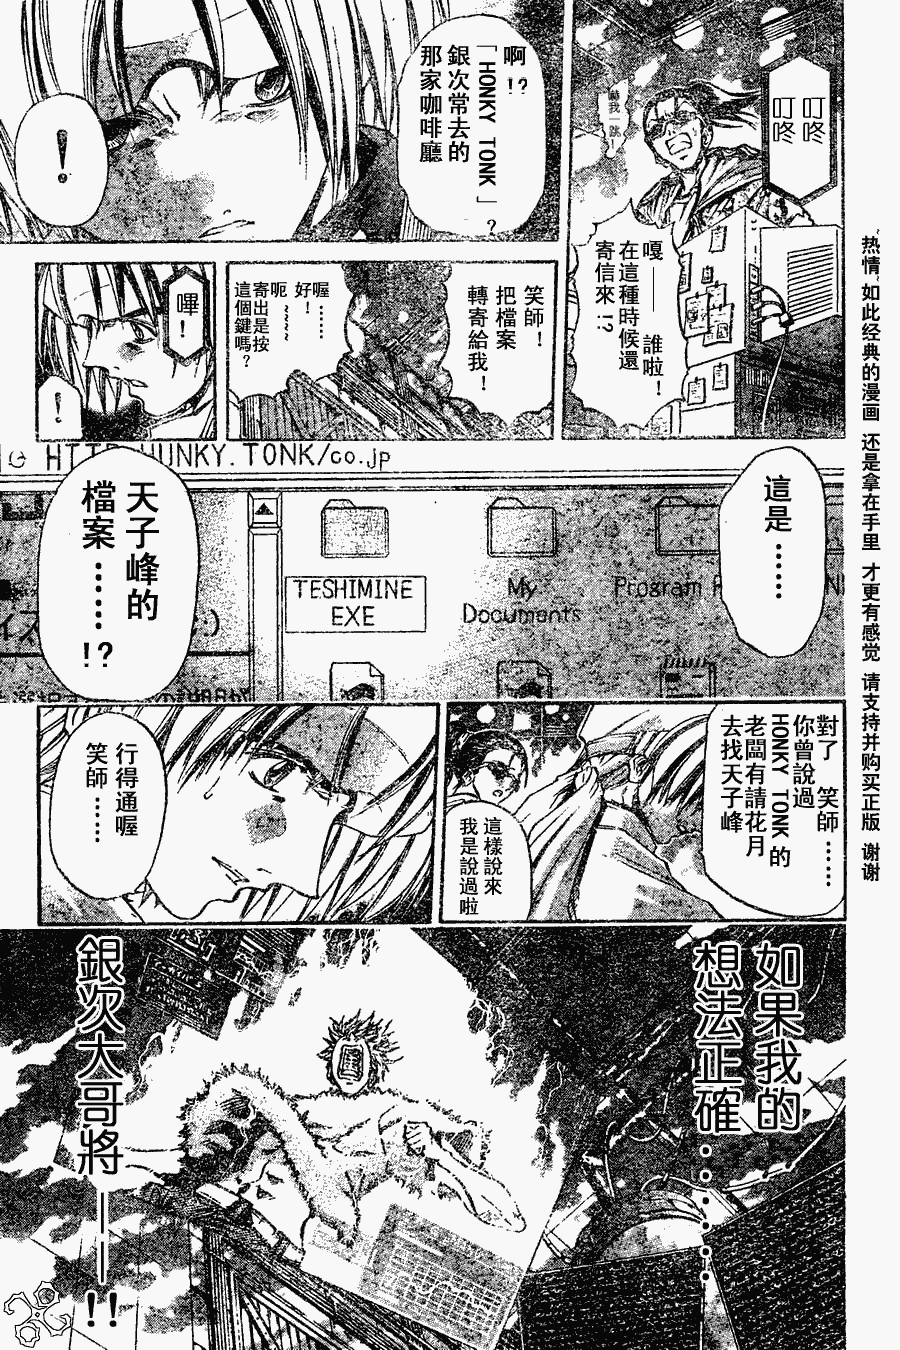 叮咚
叮咚
嚇我一跳！
嘎—— 誰啦！
在這種時候還
寄信來！？
啊！？
「HONKY TONK」？
銀次常去的
那家咖啡廳
！
笑師！
把檔案
轉寄給我！
喔……
好！
呃~~~~~
寄出是按
這個鍵嗎？
嗶！
！
HTTP HUNKY.TONK/co.jp
這是……
TESHIMINE
EXE
My
Documents
Program
天子峰的
檔案……！？
對了 笑師……
你曾說過
HONKY TONK的
老闆有請花月
去找天子峰
這樣說來
我是說過啦
行得通喔
笑師……
如果我的
想法正確……
銀次大哥將——！！
热情 如此经典的漫画 还是拿在手里 才更有感觉 请支持并购买正版 谢谢